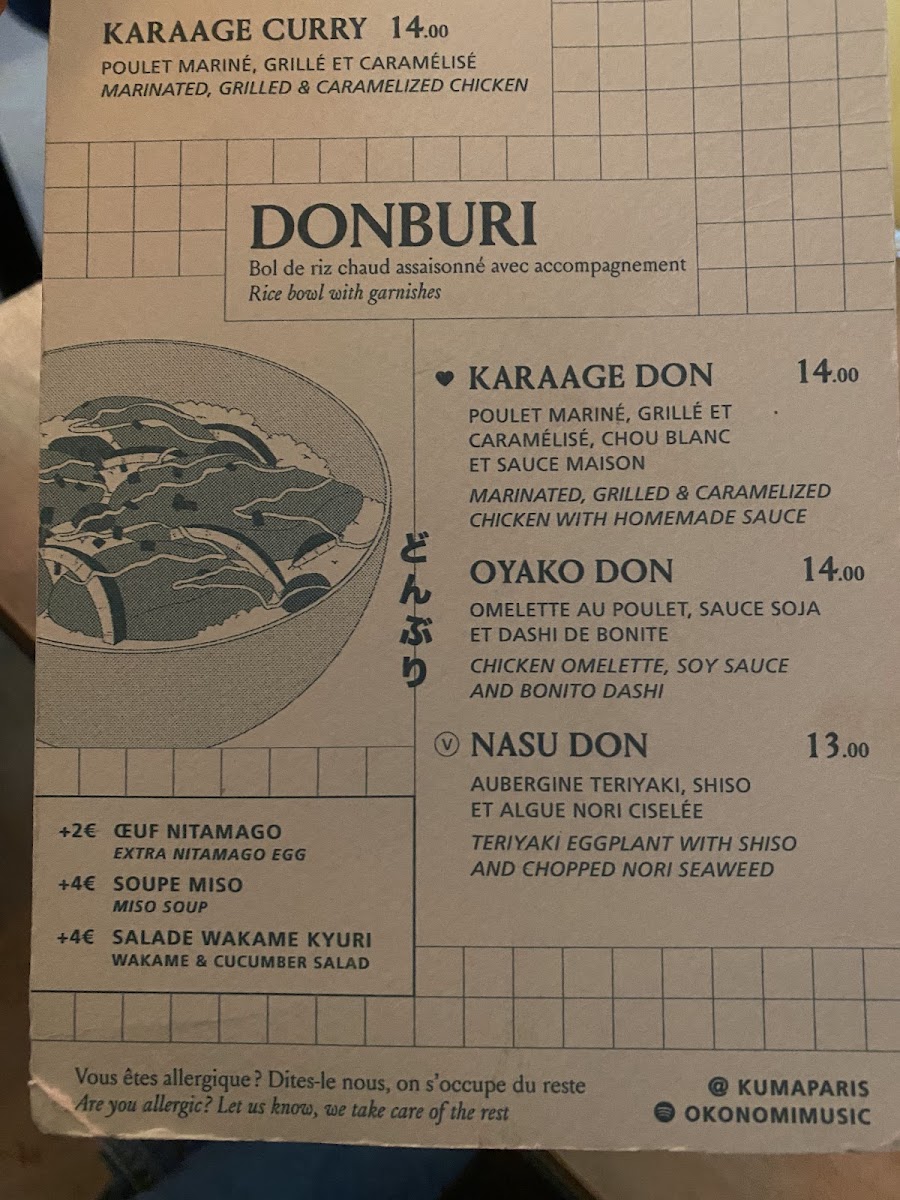 KARAAGE CURRY 14.00
POULET MARINÉ, GRILLÉ ET CARAMÉLISÉ
MARINATED, GRILLED & CARAMELIZED CHICKEN
DONBURI
Bol de riz chaud assaisonné avec accompagnement
Rice bowl with garnishes
どんぶり
♥ KARAAGE DON 14.00
POULET MARINÉ, GRILLÉ ET
CARAMÉLISÉ, CHOU BLANC
ET SAUCE MAISON
MARINATED, GRILLED & CARAMELIZED
CHICKEN WITH HOMEMADE SAUCE
OYAKO DON 14.00
OMELETTE AU POULET, SAUCE SOJA
ET DASHI DE BONITE
CHICKEN OMELETTE, SOY SAUCE
AND BONITO DASHI
Ⓥ NASU DON 13.00
AUBERGINE TERIYAKI, SHISO
ET ALGUE NORI CISELÉE
TERIYAKI EGGPLANT WITH SHISO
AND CHOPPED NORI SEAWEED
+2€ ŒUF NITAMAGO
EXTRA NITAMAGO EGG
+4€ SOUPE MISO
MISO SOUP
+4€ SALADE WAKAME KYURI
WAKAME & CUCUMBER SALAD
Vous êtes allergique ? Dites-le nous, on s'occupe du reste
Are you allergic? Let us know, we take care of the rest
@ KUMAPARIS
OKONOMIMUSIC